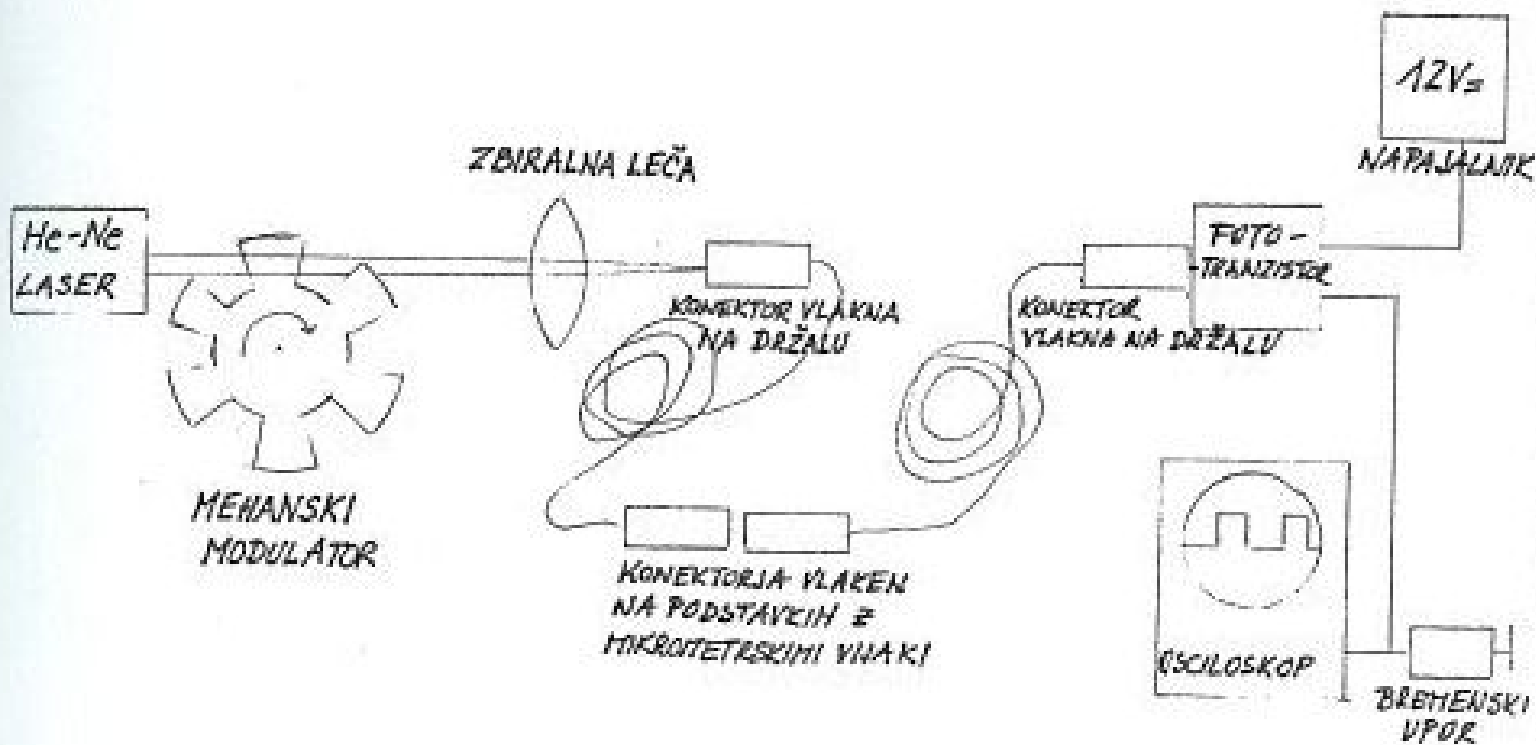 12V=
NAPAJALNIK
ZBIRALNA LEČA
He-Ne
LASER
FOTO-
-TRANZISTOR
KONEKTOR VLAKNA
NA DRŽALU
KONEKTOR
VLAKNA NA DRŽALU
MEHANSKI
MODULATOR
KONEKTORJA VLAKEN
NA PODSTAVKIH Z
MIKROMETRSKIMI VIJAKI
OSCILOSKOP
BREMENSKI
UPOR